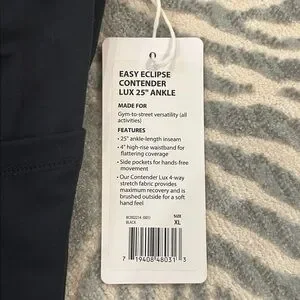 EASY ECLIPSE
CONTENDER
LUX 25" ANKLE
MADE FOR
Gym-to-street versatility (all
activities)
FEATURES
• 25" ankle-length inseam
• 4" high-rise waistband for
flattering coverage
• Side pockets for hands-free
movement
• Our Contender Lux 4-way
stretch fabric provides
maximum recovery and is
brushed outside for a soft
hand feel
BLACK
SIZE
XL
7 19408 48031 3